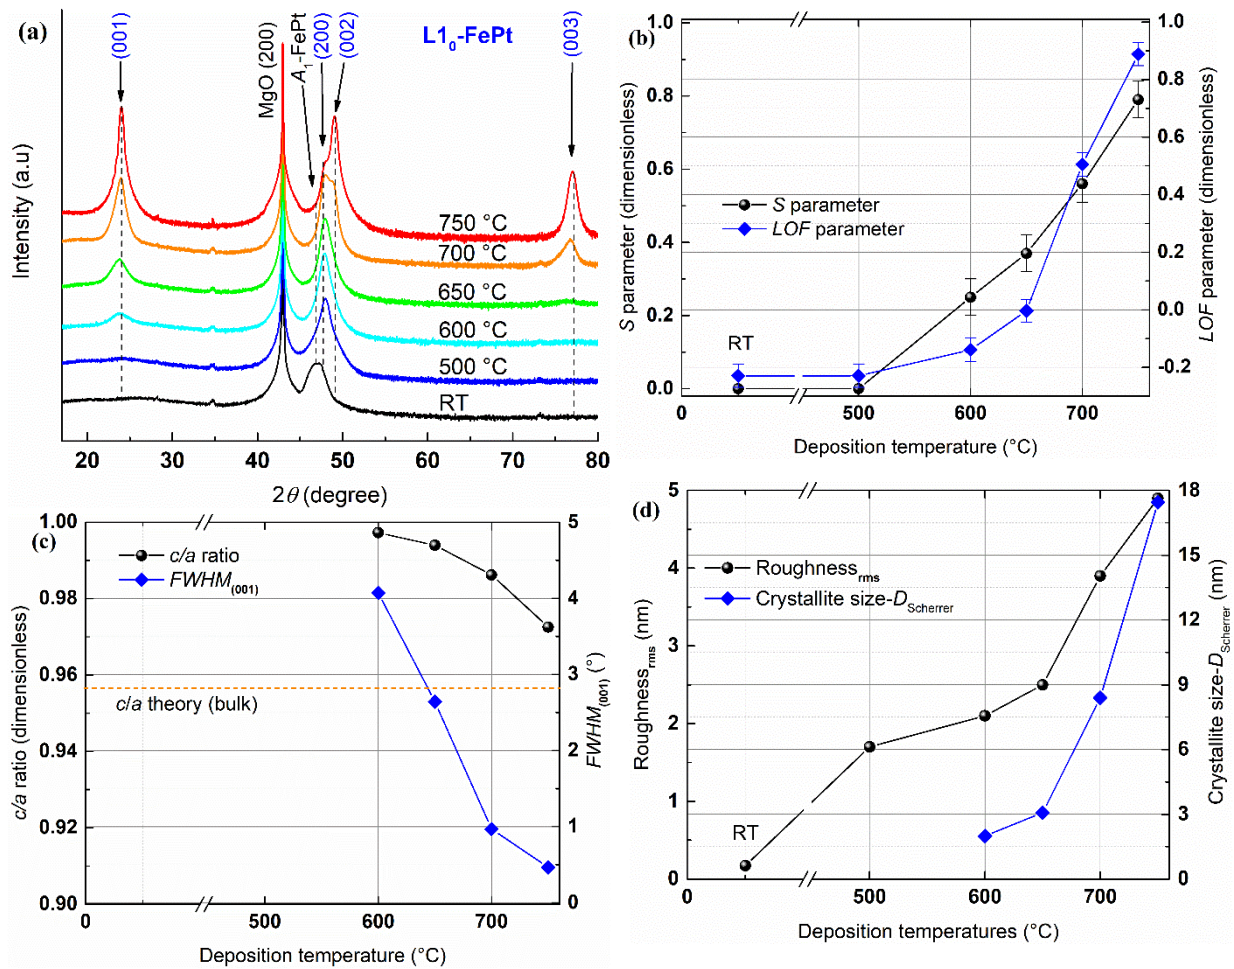 (a)
(001)
MgO (200)
A1-FePt
(200)
(002)
L10-FePt
(003)
Intensity (a.u)
750 °C
700 °C
650 °C
600 °C
500 °C
RT
20 30 40 50 60 70 80
2θ (degree)
(b)
S parameter (dimensionless)
1.0
0.8
0.6
0.4
0.2
0.0
S parameter
LOF parameter
RT
1.0
0.8
0.6
0.4
0.2
0.0
-0.2
LOF parameter (dimensionless)
0 500 600 700
Deposition temperature (°C)
(c)
c/a ratio (dimensionless)
1.00
0.98
0.96
0.94
0.92
0.90
c/a ratio
FWHM(001)
c/a theory (bulk)
5
4
3
2
1
0
FWHM(001) (°)
0 500 600 700
Deposition temperature (°C)
(d)
Roughnessrms (nm)
5
4
3
2
1
0
Roughnessrms
Crystallite size-DScherrer
RT
18
15
12
9
6
3
0
Crystallite size-DScherrer (nm)
0 500 600 700
Deposition temperatures (°C)